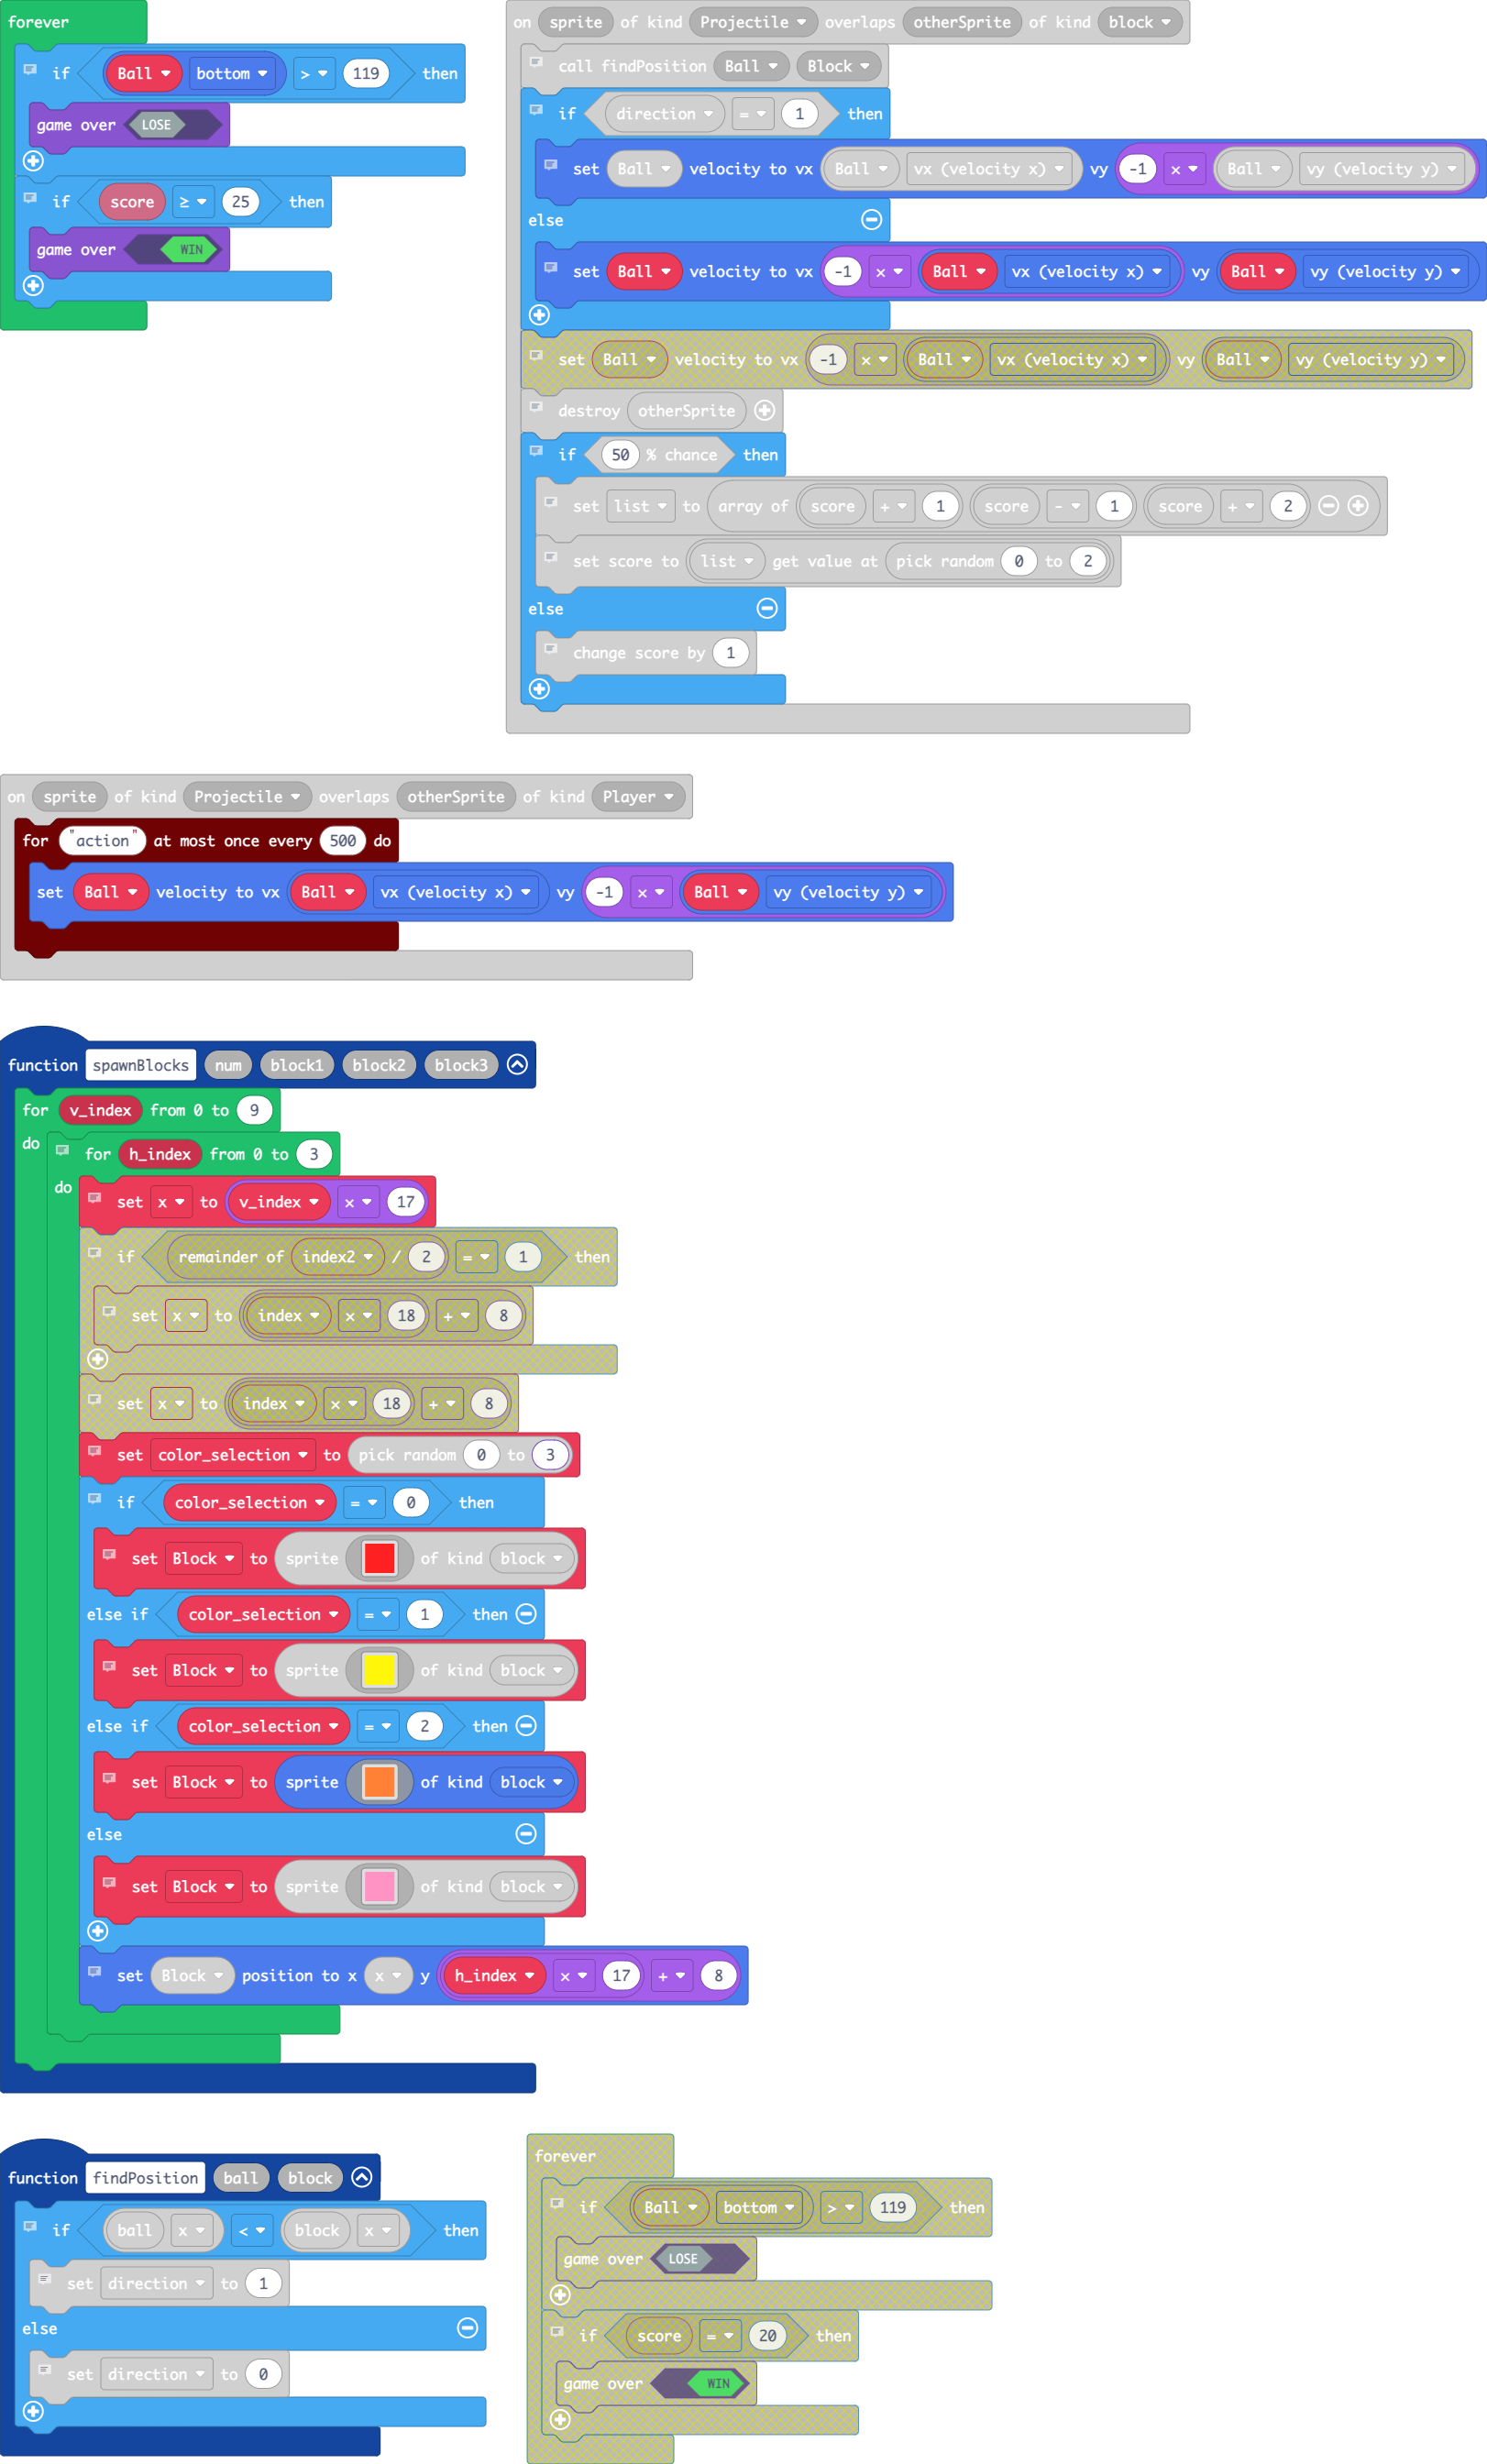 forever
if Ball bottom > 119 then
game over LOSE
if score ≥ 25 then
game over WIN
on sprite of kind Projectile overlaps otherSprite of kind block
call findPosition Ball Block
if direction = 1 then
set Ball velocity to vx Ball vx (velocity x) vy -1 × Ball vy (velocity y)
else
set Ball velocity to vx -1 × Ball vx (velocity x) vy Ball vy (velocity y)
set Ball velocity to vx -1 × Ball vx (velocity x) vy Ball vy (velocity y)
destroy otherSprite
if 50 % chance then
set list to array of score + 1 score - 1 score + 2
set score to list get value at pick random 0 to 2
else
change score by 1
on sprite of kind Projectile overlaps otherSprite of kind Player
for "action" at most once every 500 do
set Ball velocity to vx Ball vx (velocity x) vy -1 × Ball vy (velocity y)
function spawnBlocks num block1 block2 block3
for v_index from 0 to 9
do for h_index from 0 to 3
do set x to v_index × 17
if remainder of index2 / 2 = 1 then
set x to index × 18 + 8
set x to index × 18 + 8
set color_selection to pick random 0 to 3
if color_selection = 0 then
set Block to sprite of kind block
else if color_selection = 1 then
set Block to sprite of kind block
else if color_selection = 2 then
set Block to sprite of kind block
else
set Block to sprite of kind block
set Block position to x x y h_index × 17 + 8
function findPosition ball block
if ball x < block x then
set direction to 1
else
set direction to 0
forever
if Ball bottom > 119 then
game over LOSE
if score = 20 then
game over WIN